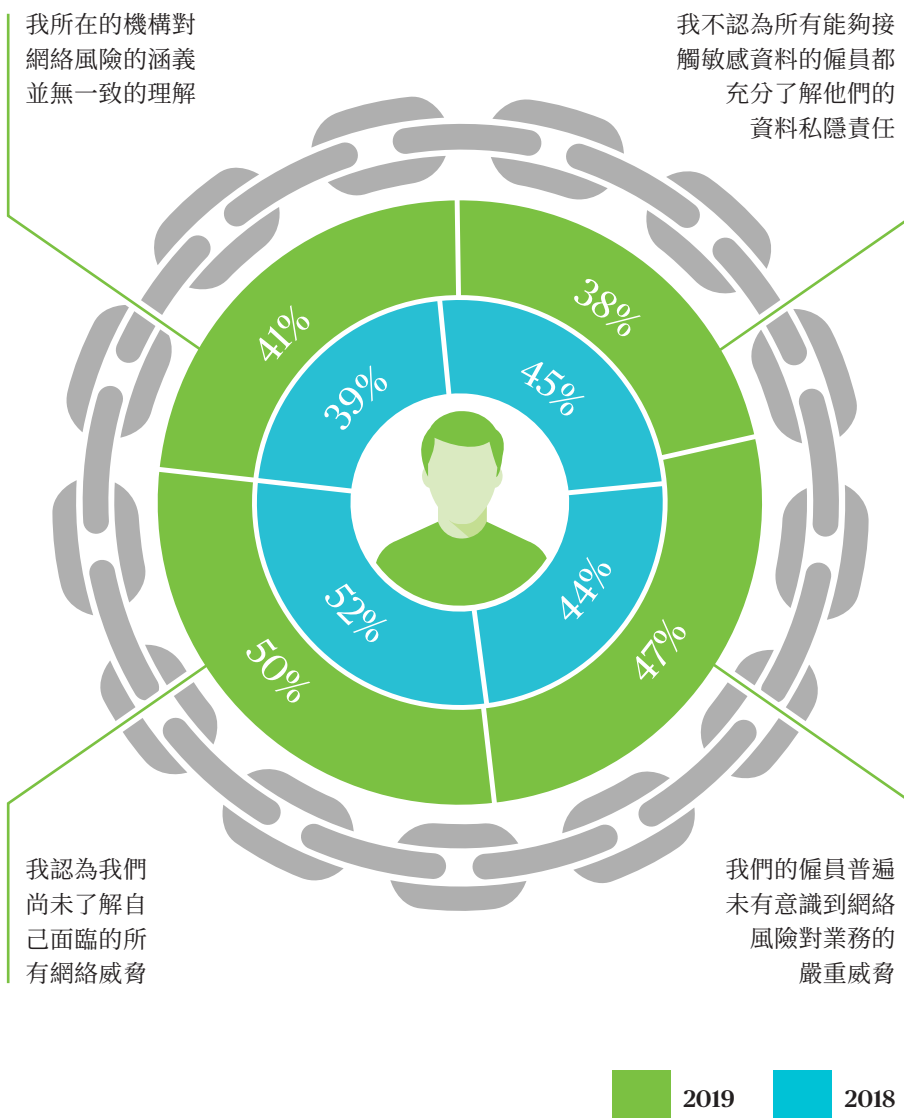 我所在的機構對
網絡風險的涵義
並無一致的理解
我不認為所有能夠接
觸敏感資料的僱員都
充分了解他們的
資料私隱責任
41%
38%
39%
45%
52%
44%
50%
47%
我認為我們
尚未了解自
己面臨的所
有網絡威脅
我們的僱員普遍
未有意識到網絡
風險對業務的
嚴重威脅
2019
2018